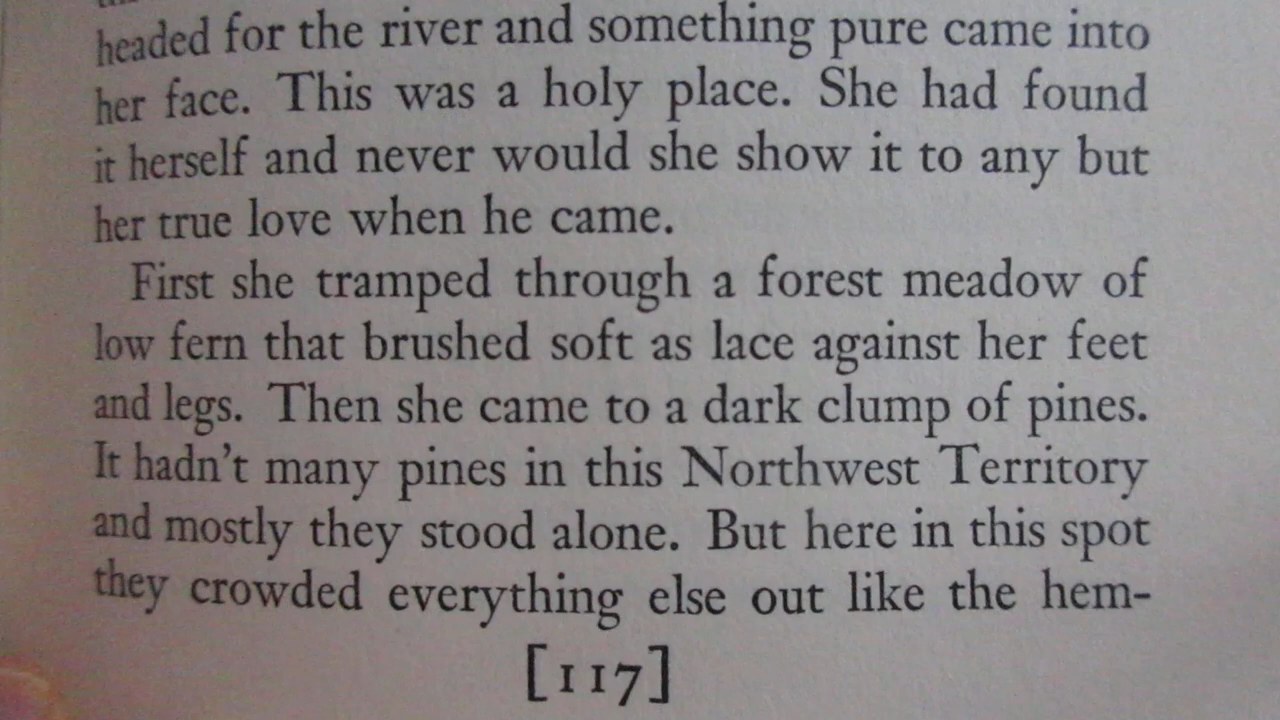 headed for the river and something pure came into
her face. This was a holy place. She had found
it herself and never would she show it to any but
her true love when he came.
First she tramped through a forest meadow of
low fern that brushed soft as lace against her feet
and legs. Then she came to a dark clump of pines.
It hadn't many pines in this Northwest Territory
and mostly they stood alone. But here in this spot
they crowded everything else out like the hem-
[117]